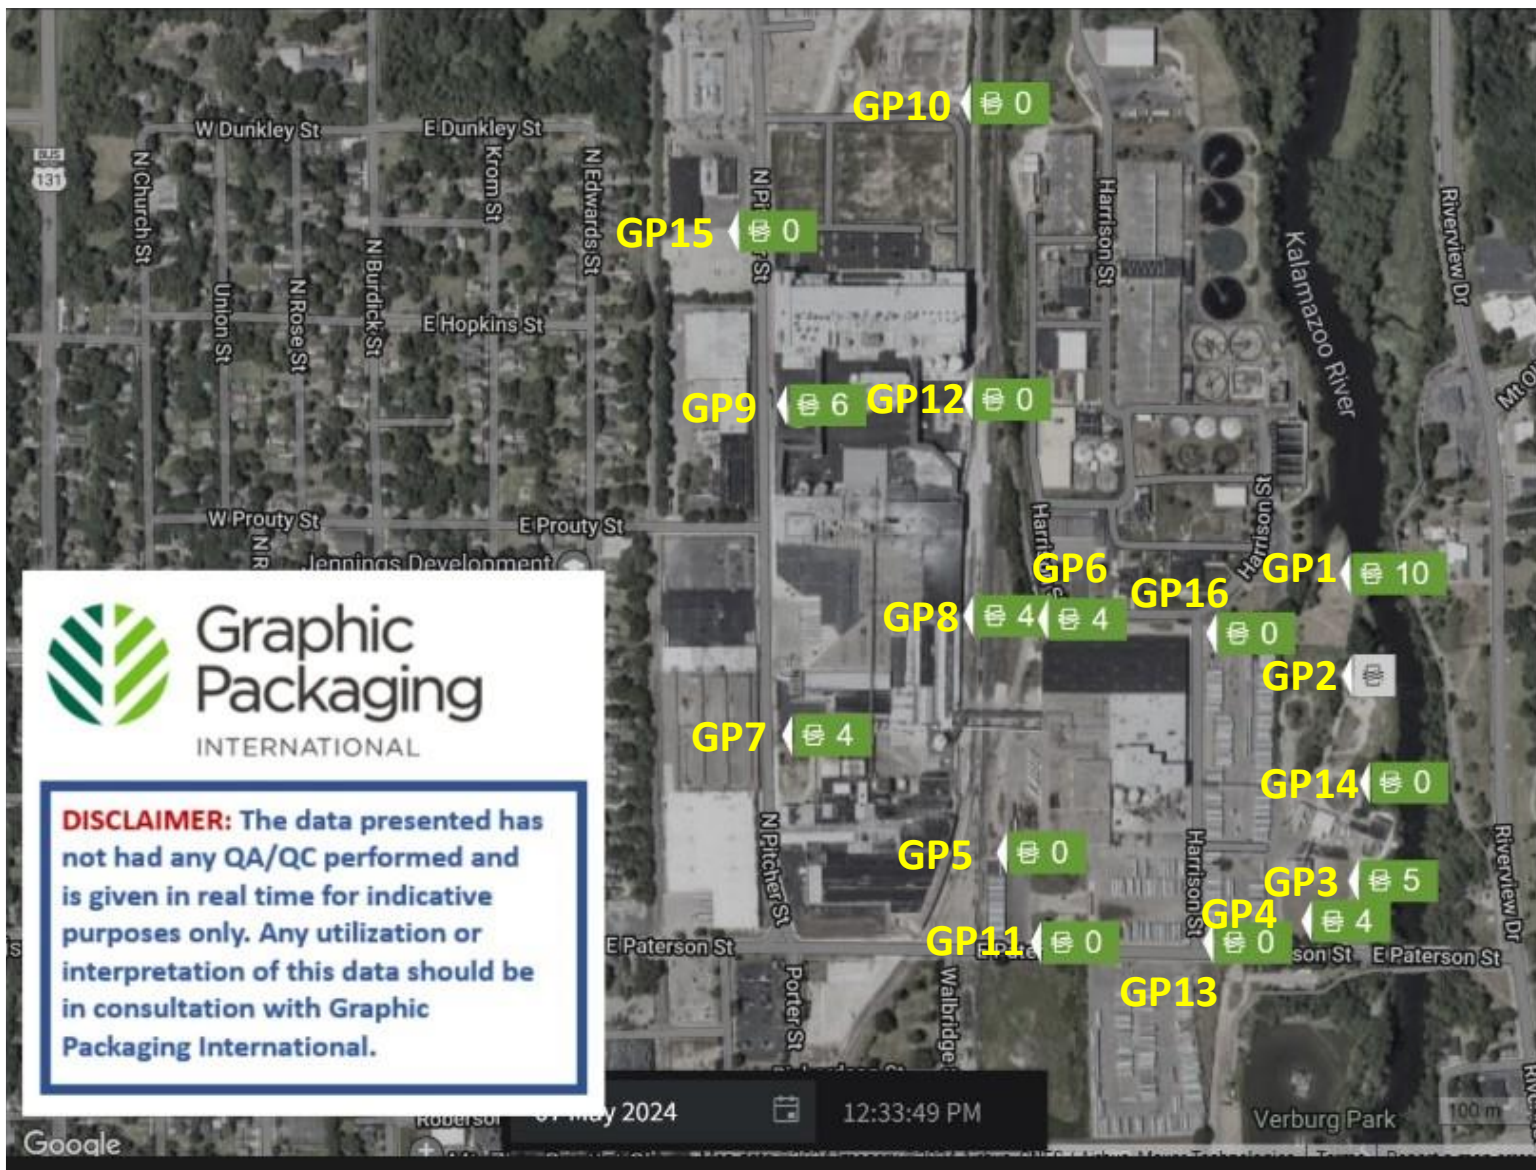 GP10
0
W Dunkley St
E Dunkley St
BUS
131
N Church St
Krom St
N Edwards St
Harrison St
Riverview Dr
GP15
0
Kalamazoo River
Union St
N Rose St
N Burdick St
E Hopkins St
GP9
6
GP12
0
W Prouty St
E Prouty St
Jennings Development
Harrison St
GP6
4
GP1
10
GP16
0
GP8
4
GP2
GP7
4
GP14
0
GP5
0
N Pitcher St
Harrison St
Riverview Dr
GP3
5
GP4
4
GP11
0
0
GP13
E Paterson St
son St
E Paterson St
Porter St
Walbridge
Graphic
Packaging
INTERNATIONAL
DISCLAIMER: The data presented has
not had any QA/QC performed and
is given in real time for indicative
purposes only. Any utilization or
interpretation of this data should be
in consultation with Graphic
Packaging International.
May 2024
12:33:49 PM
Verburg Park
100 m
Google